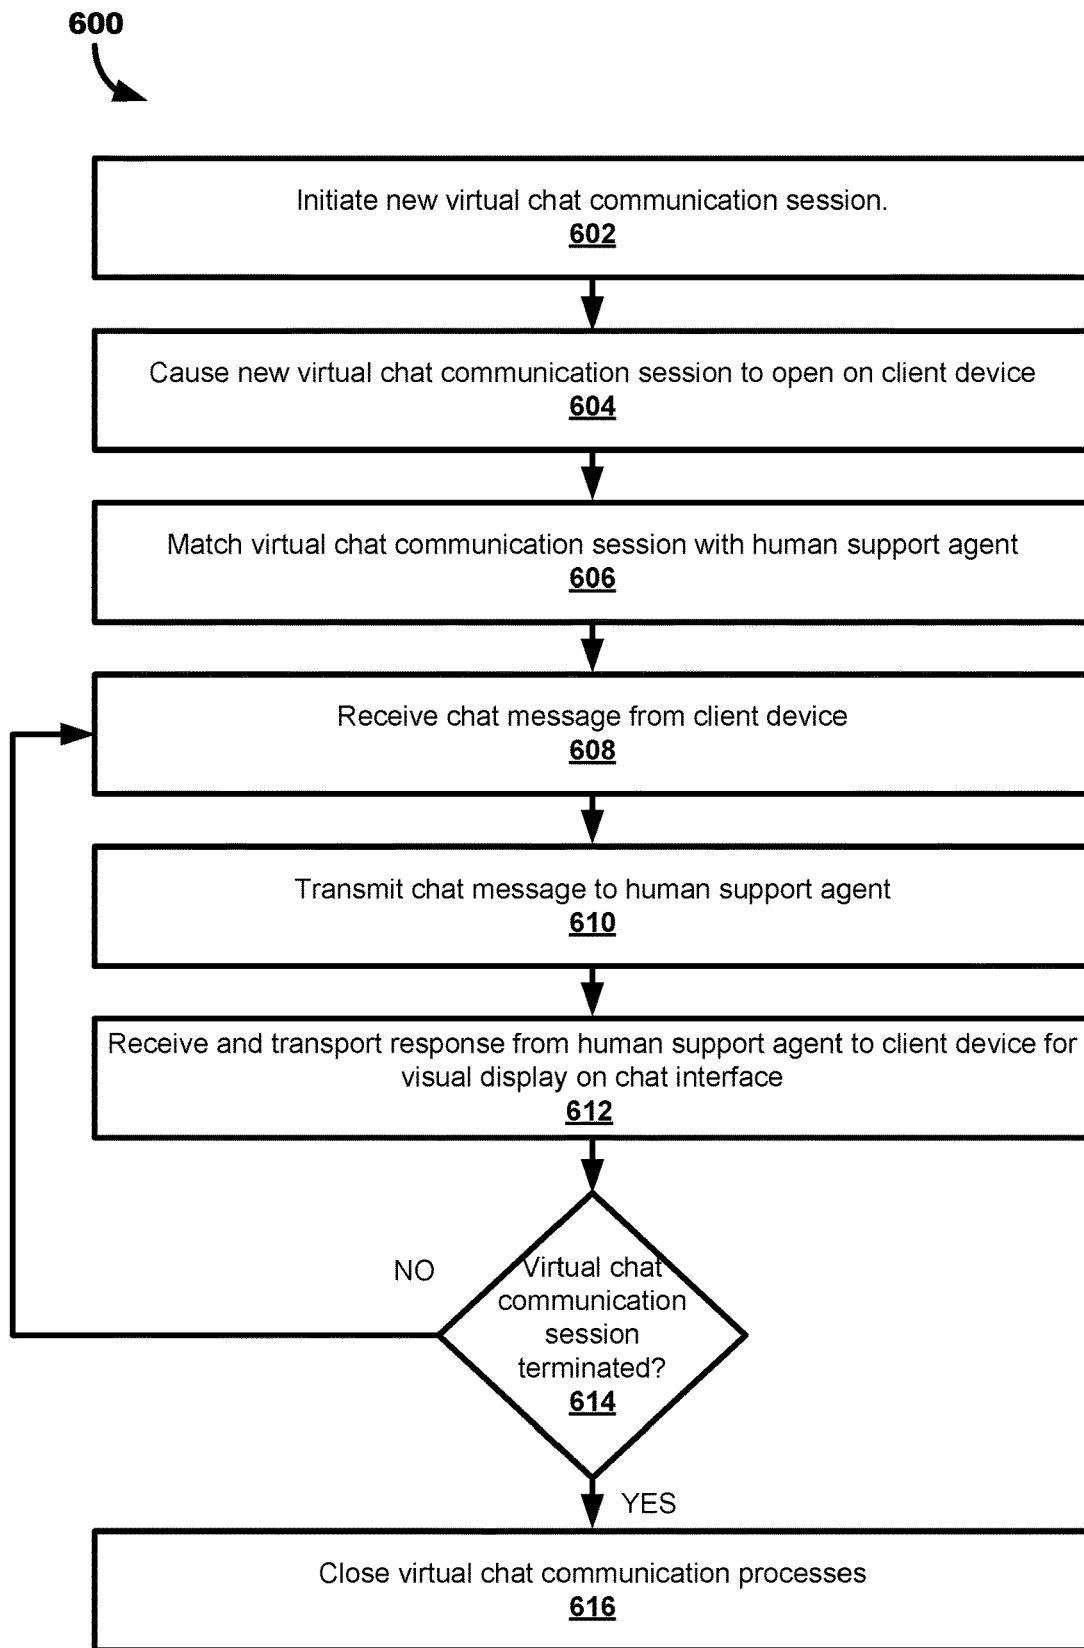 600
Initiate new virtual chat communication session.
602
Cause new virtual chat communication session to open on client device
604
Match virtual chat communication session with human support agent
606
Receive chat message from client device
608
Transmit chat message to human support agent
610
Receive and transport response from human support agent to client device for
visual display on chat interface
612
NO
Virtual chat
communication
session
terminated?
614
YES
Close virtual chat communication processes
616